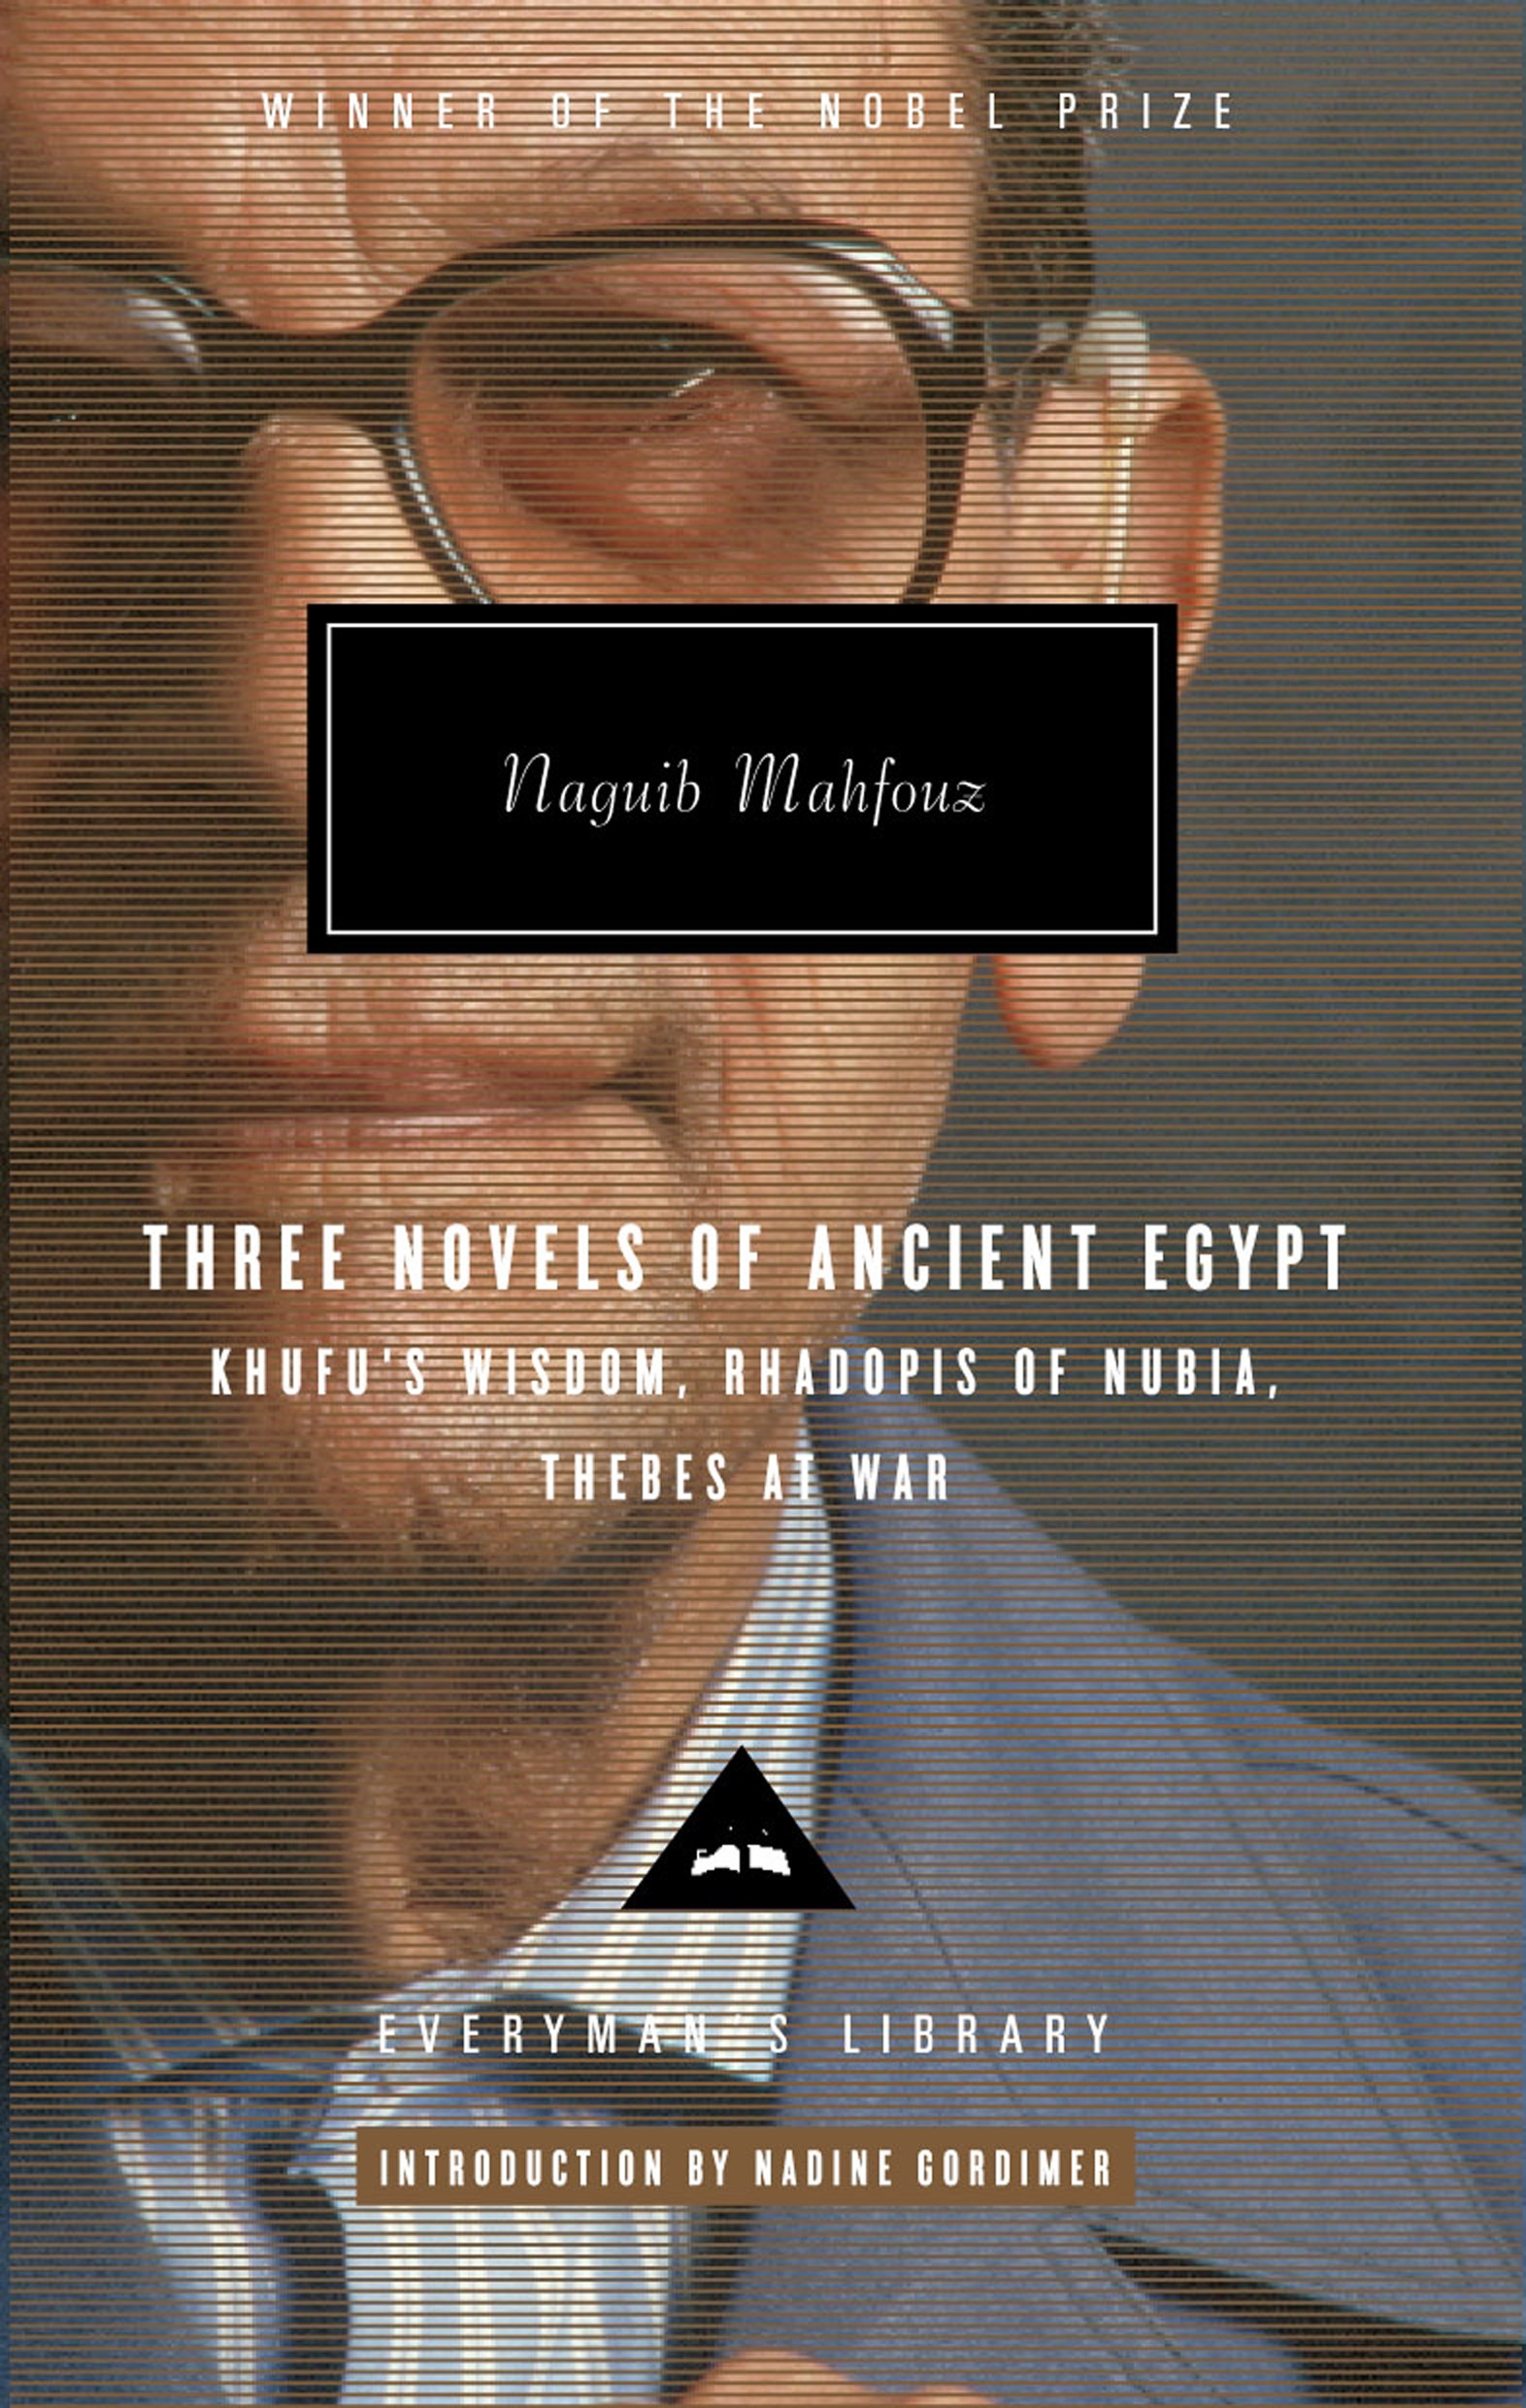 WINNER OF THE NOBEL PRIZE
Naguib Mahfouz
THREE NOVELS OF ANCIENT EGYPT
KHUFU'S WISDOM, RHADOPIS OF NUBIA,
THEBES AT WAR
EVERYMAN'S LIBRARY
INTRODUCTION BY NADINE GORDIMER